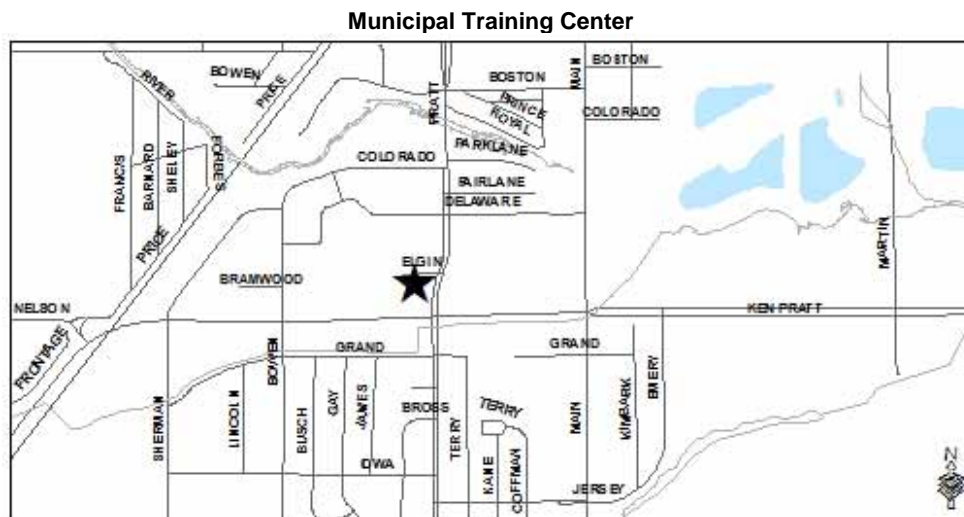 Municipal Training Center
BOWEN
PRICE
RIVER
BOSTON
MAIN
BOSTON
PRATT
PRINCE
ROYAL
COLORADO
PARKLANE
COLORADO
FORBES
SHELEY
BARNARD
FRANCIS
FAIRLANE
DELAWARE
PRICE
MARTIN
ELGIN
BRAMWOOD
NELSON
KEN PRATT
FRONTAGE
BOWEN
GRAND
GRAND
EMERY
KIMBARK
MAIN
SHERMAN
LINCOLN
BUSCH
GAY
JAMES
BROSS
TERRY
TERRY
KANE
COFFMAN
IOWA
JERSEY
N